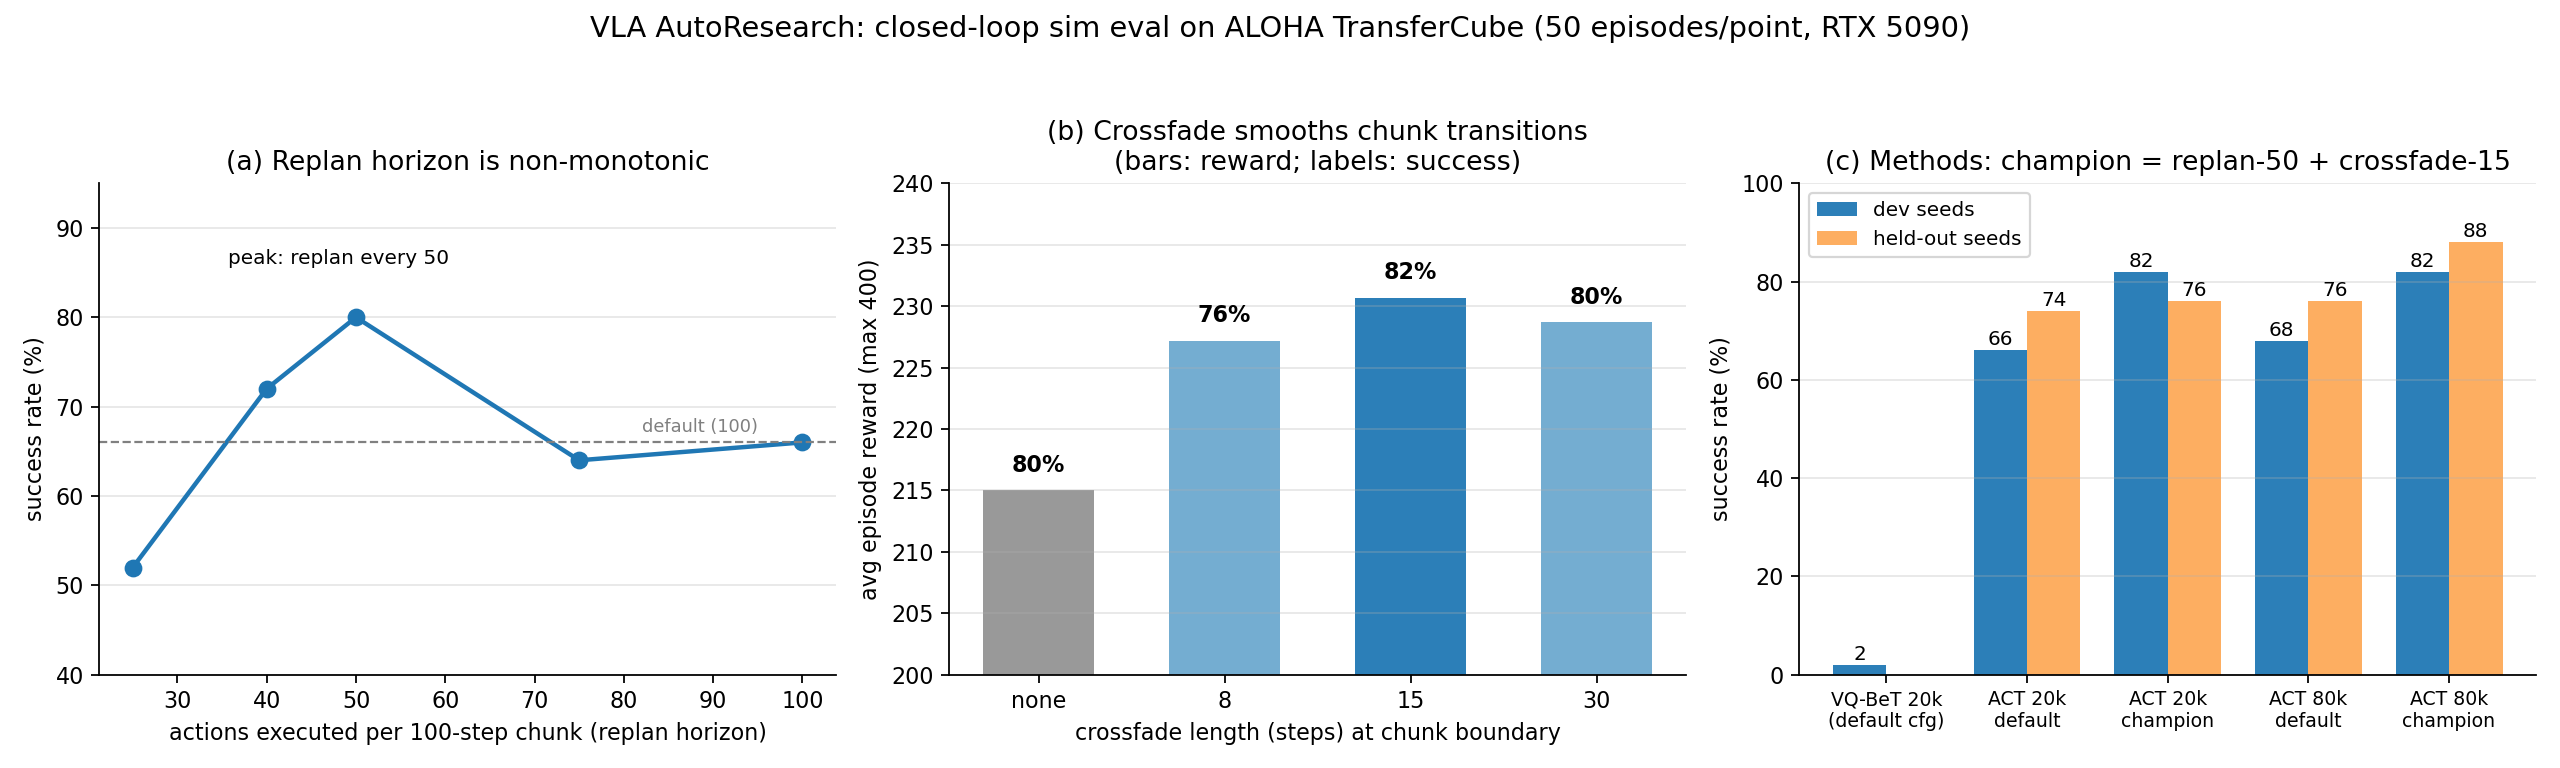 VLA AutoResearch: closed-loop sim eval on ALOHA TransferCube (50 episodes/point, RTX 5090)
(a) Replan horizon is non-monotonic
success rate (%)
90
80
70
60
50
40
peak: replan every 50
default (100)
30 40 50 60 70 80 90 100
actions executed per 100-step chunk (replan horizon)
(b) Crossfade smooths chunk transitions
(bars: reward; labels: success)
avg episode reward (max 400)
240
235
230
225
220
215
210
205
200
80% 76% 82% 80%
none 8 15 30
crossfade length (steps) at chunk boundary
(c) Methods: champion = replan-50 + crossfade-15
success rate (%)
100
80
60
40
20
0
dev seeds
held-out seeds
2 66 74 82 76 68 76 82 88
VQ-BeT 20k
(default cfg)
ACT 20k
default
ACT 20k
champion
ACT 80k
default
ACT 80k
champion